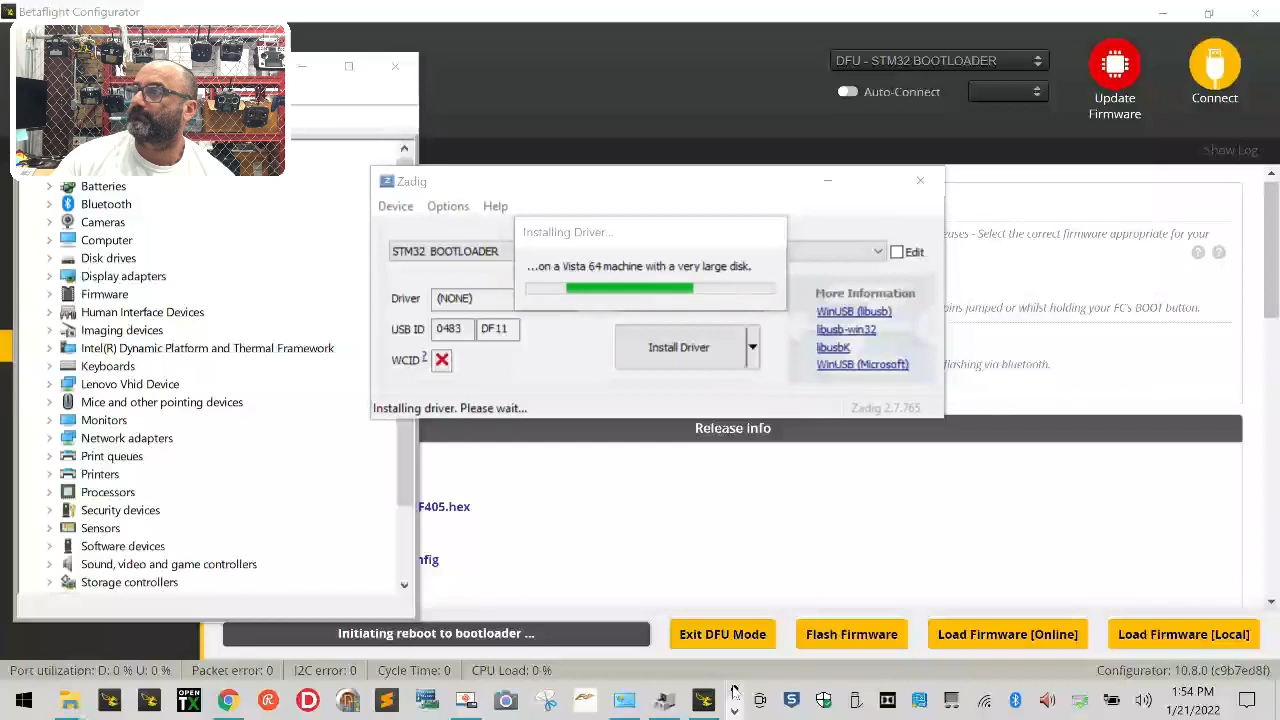 Betaflight Configurator
DFU - STM32 BOOTLOADER
Auto-Connect
Update
Firmware
Connect
Show Log
Zadig
Device Options Help
Installing Driver...
...on a Vista 64 machine with a very large disk.
STM32 BOOTLOADER
Edit
Driver (NONE)
USB ID 0483 DF11
WCID ?
Install Driver
More Information
WinUSB (libusb)
libusb-win32
libusbK
WinUSB (Microsoft)
Installing driver. Please wait...
Zadig 2.7.765
eases - Select the correct firmware appropriate for your
pins jumped or whilst holding your FC's BOOT button.
flashing via bluetooth.
Batteries
Bluetooth
Cameras
Computer
Disk drives
Display adapters
Firmware
Human Interface Devices
Imaging devices
Intel(R) Dynamic Platform and Thermal Framework
Keyboards
Lenovo Vhid Device
Mice and other pointing devices
Monitors
Network adapters
Print queues
Printers
Processors
Security devices
Sensors
Software devices
Sound, video and game controllers
Storage controllers
Release info
F405.hex
nfig
Initiating reboot to bootloader ...
Exit DFU Mode
Flash Firmware
Load Firmware [Online]
Load Firmware [Local]
Port utilization: D: 0 % U: 0 %
Packet error: 0
I2C error: 0
Cycle Time: 0
CPU Load: 0 %
Configurator: 10.8.0 (c9b7ed8f)
OPEN
TX
1:54 PM
1/21/2022